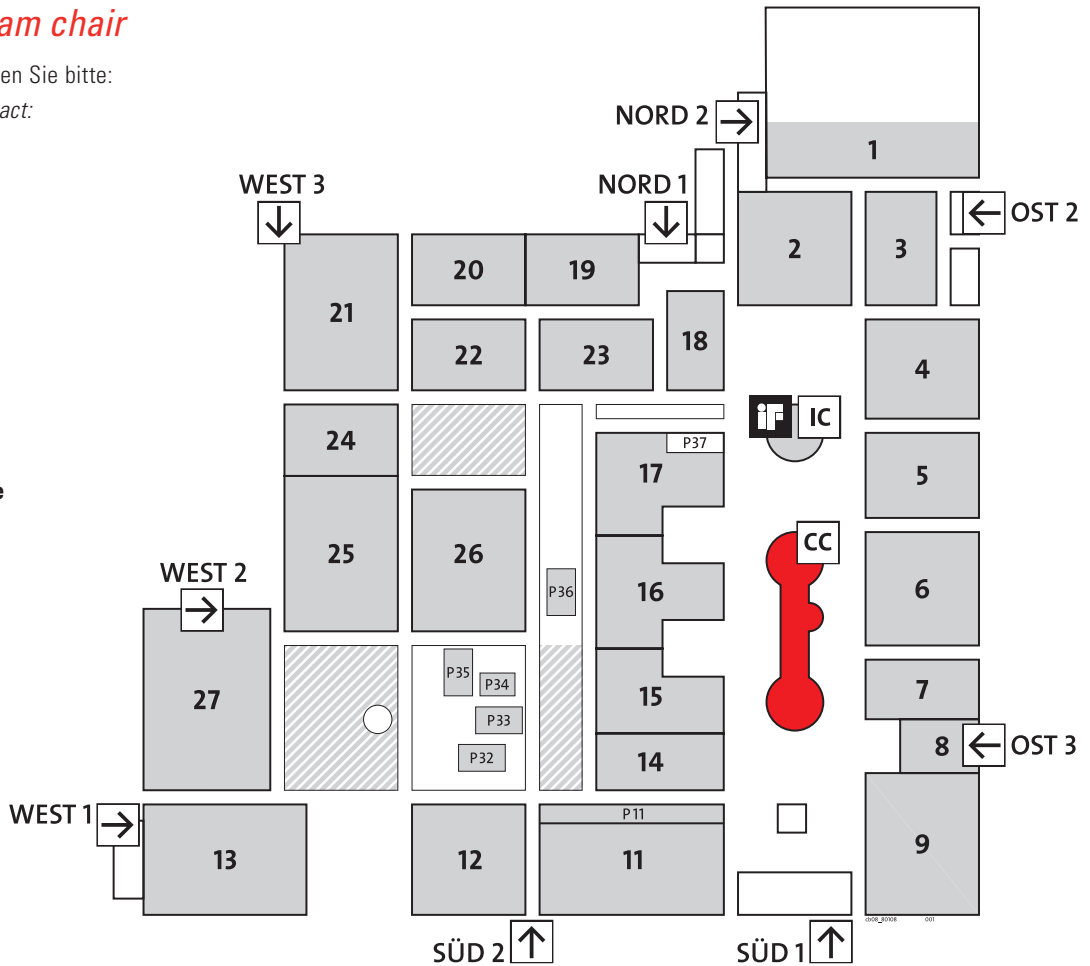 am chair
en Sie bitte:
act:
NORD 2
1
WEST 3
NORD 1
OST 2
2
3
20
19
21
18
22
23
4
iF
IC
24
P37
17
5
e
CC
25
26
WEST 2
P36
16
6
P35
P34
27
15
7
P33
8
OST 3
P32
14
WEST 1
P11
13
12
11
9
cb08_80108 001
SÜD 2
SÜD 1